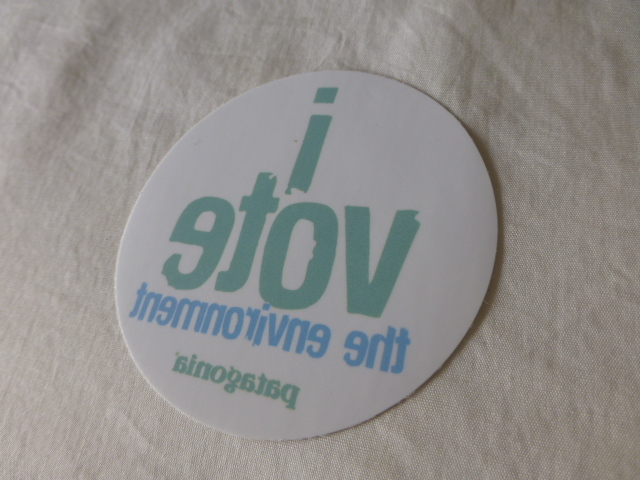 i
vote
the environment
patagonia